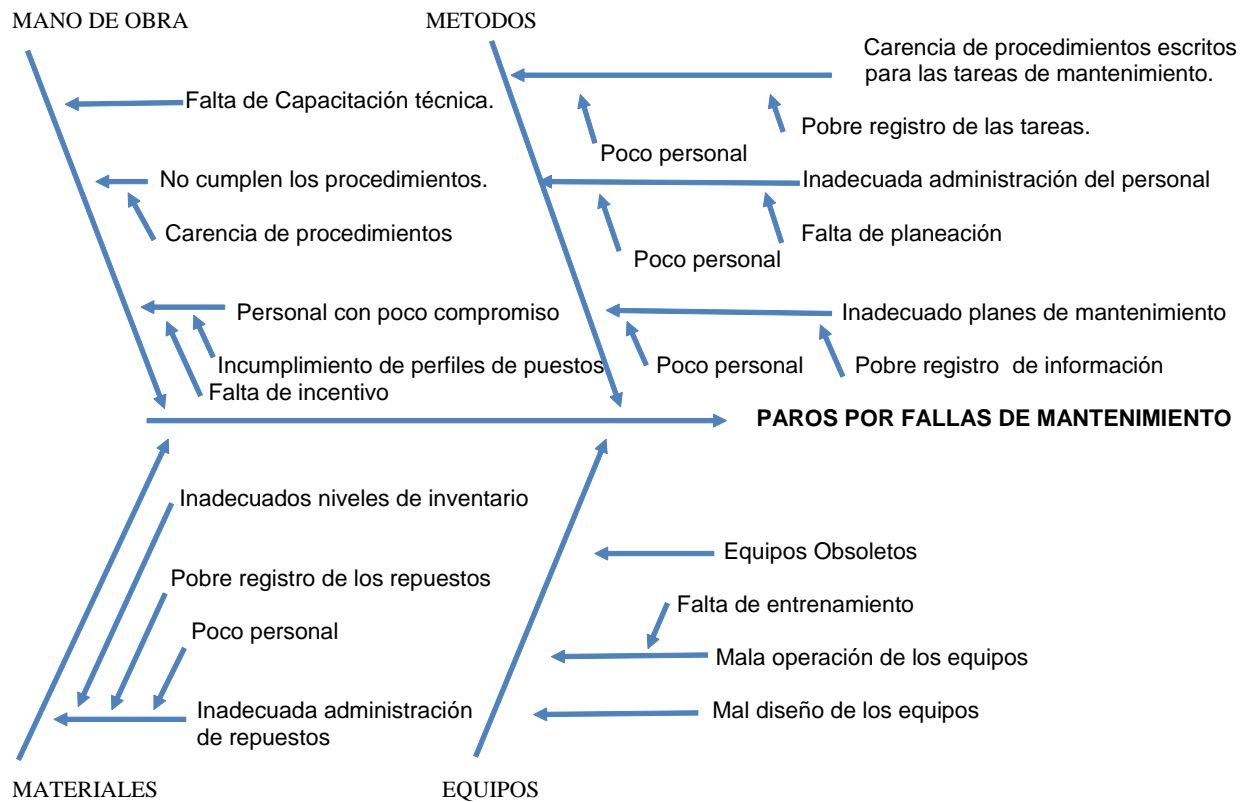 MANO DE OBRA
METODOS
Falta de Capacitación técnica.
No cumplen los procedimientos.
Carencia de procedimientos
Personal con poco compromiso
Incumplimiento de perfiles de puestos
Falta de incentivo
Carencia de procedimientos escritos
para las tareas de mantenimiento.
Pobre registro de las tareas.
Poco personal
Inadecuada administración del personal
Falta de planeación
Poco personal
Inadecuado planes de mantenimiento
Poco personal
Pobre registro de información
PAROS POR FALLAS DE MANTENIMIENTO
Inadecuados niveles de inventario
Pobre registro de los repuestos
Poco personal
Inadecuada administración
de repuestos
Equipos Obsoletos
Falta de entrenamiento
Mala operación de los equipos
Mal diseño de los equipos
MATERIALES
EQUIPOS